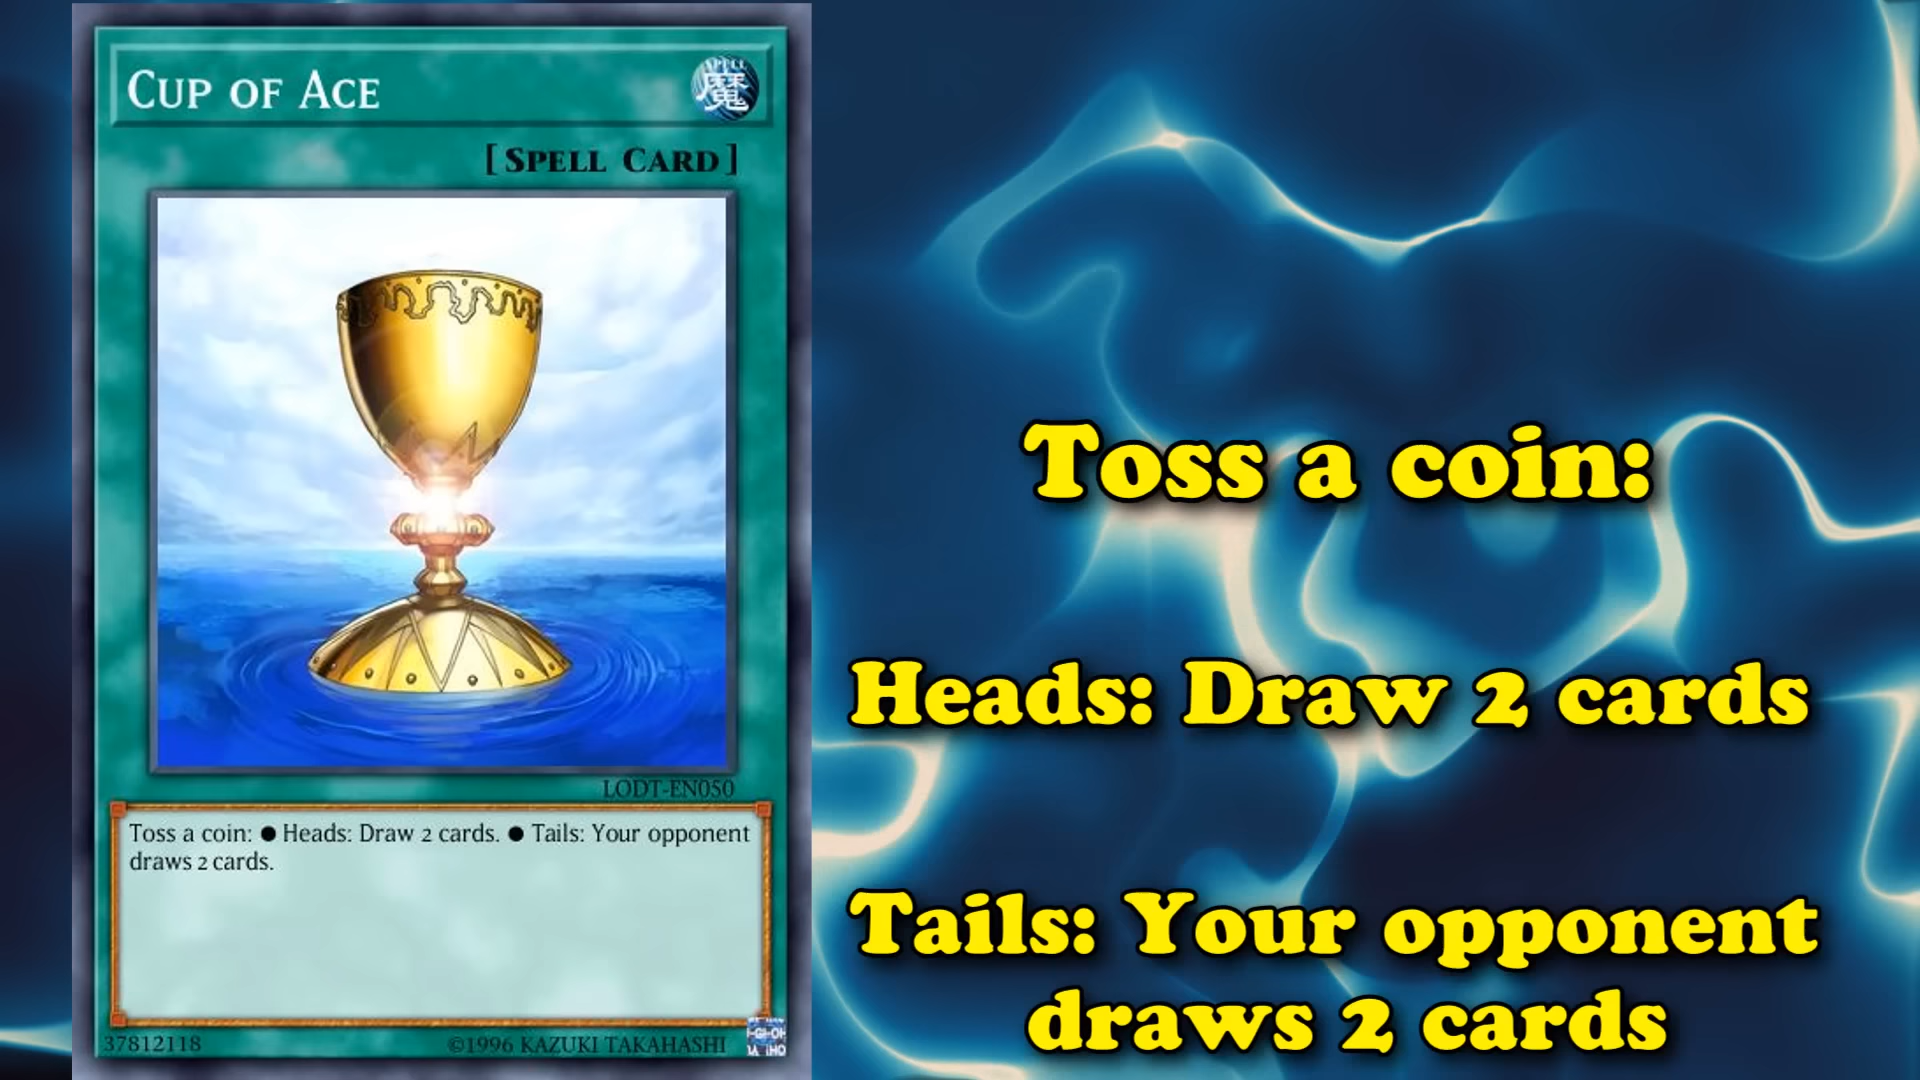 CUP OF ACE
SPELL
魔
[SPELL CARD]
LODT-EN050
Toss a coin: ● Heads: Draw 2 cards. ● Tails: Your opponent
draws 2 cards.
37812118
©1996 KAZUKI TAKAHASHI
Toss a coin:
Heads: Draw 2 cards
Tails: Your opponent
draws 2 cards